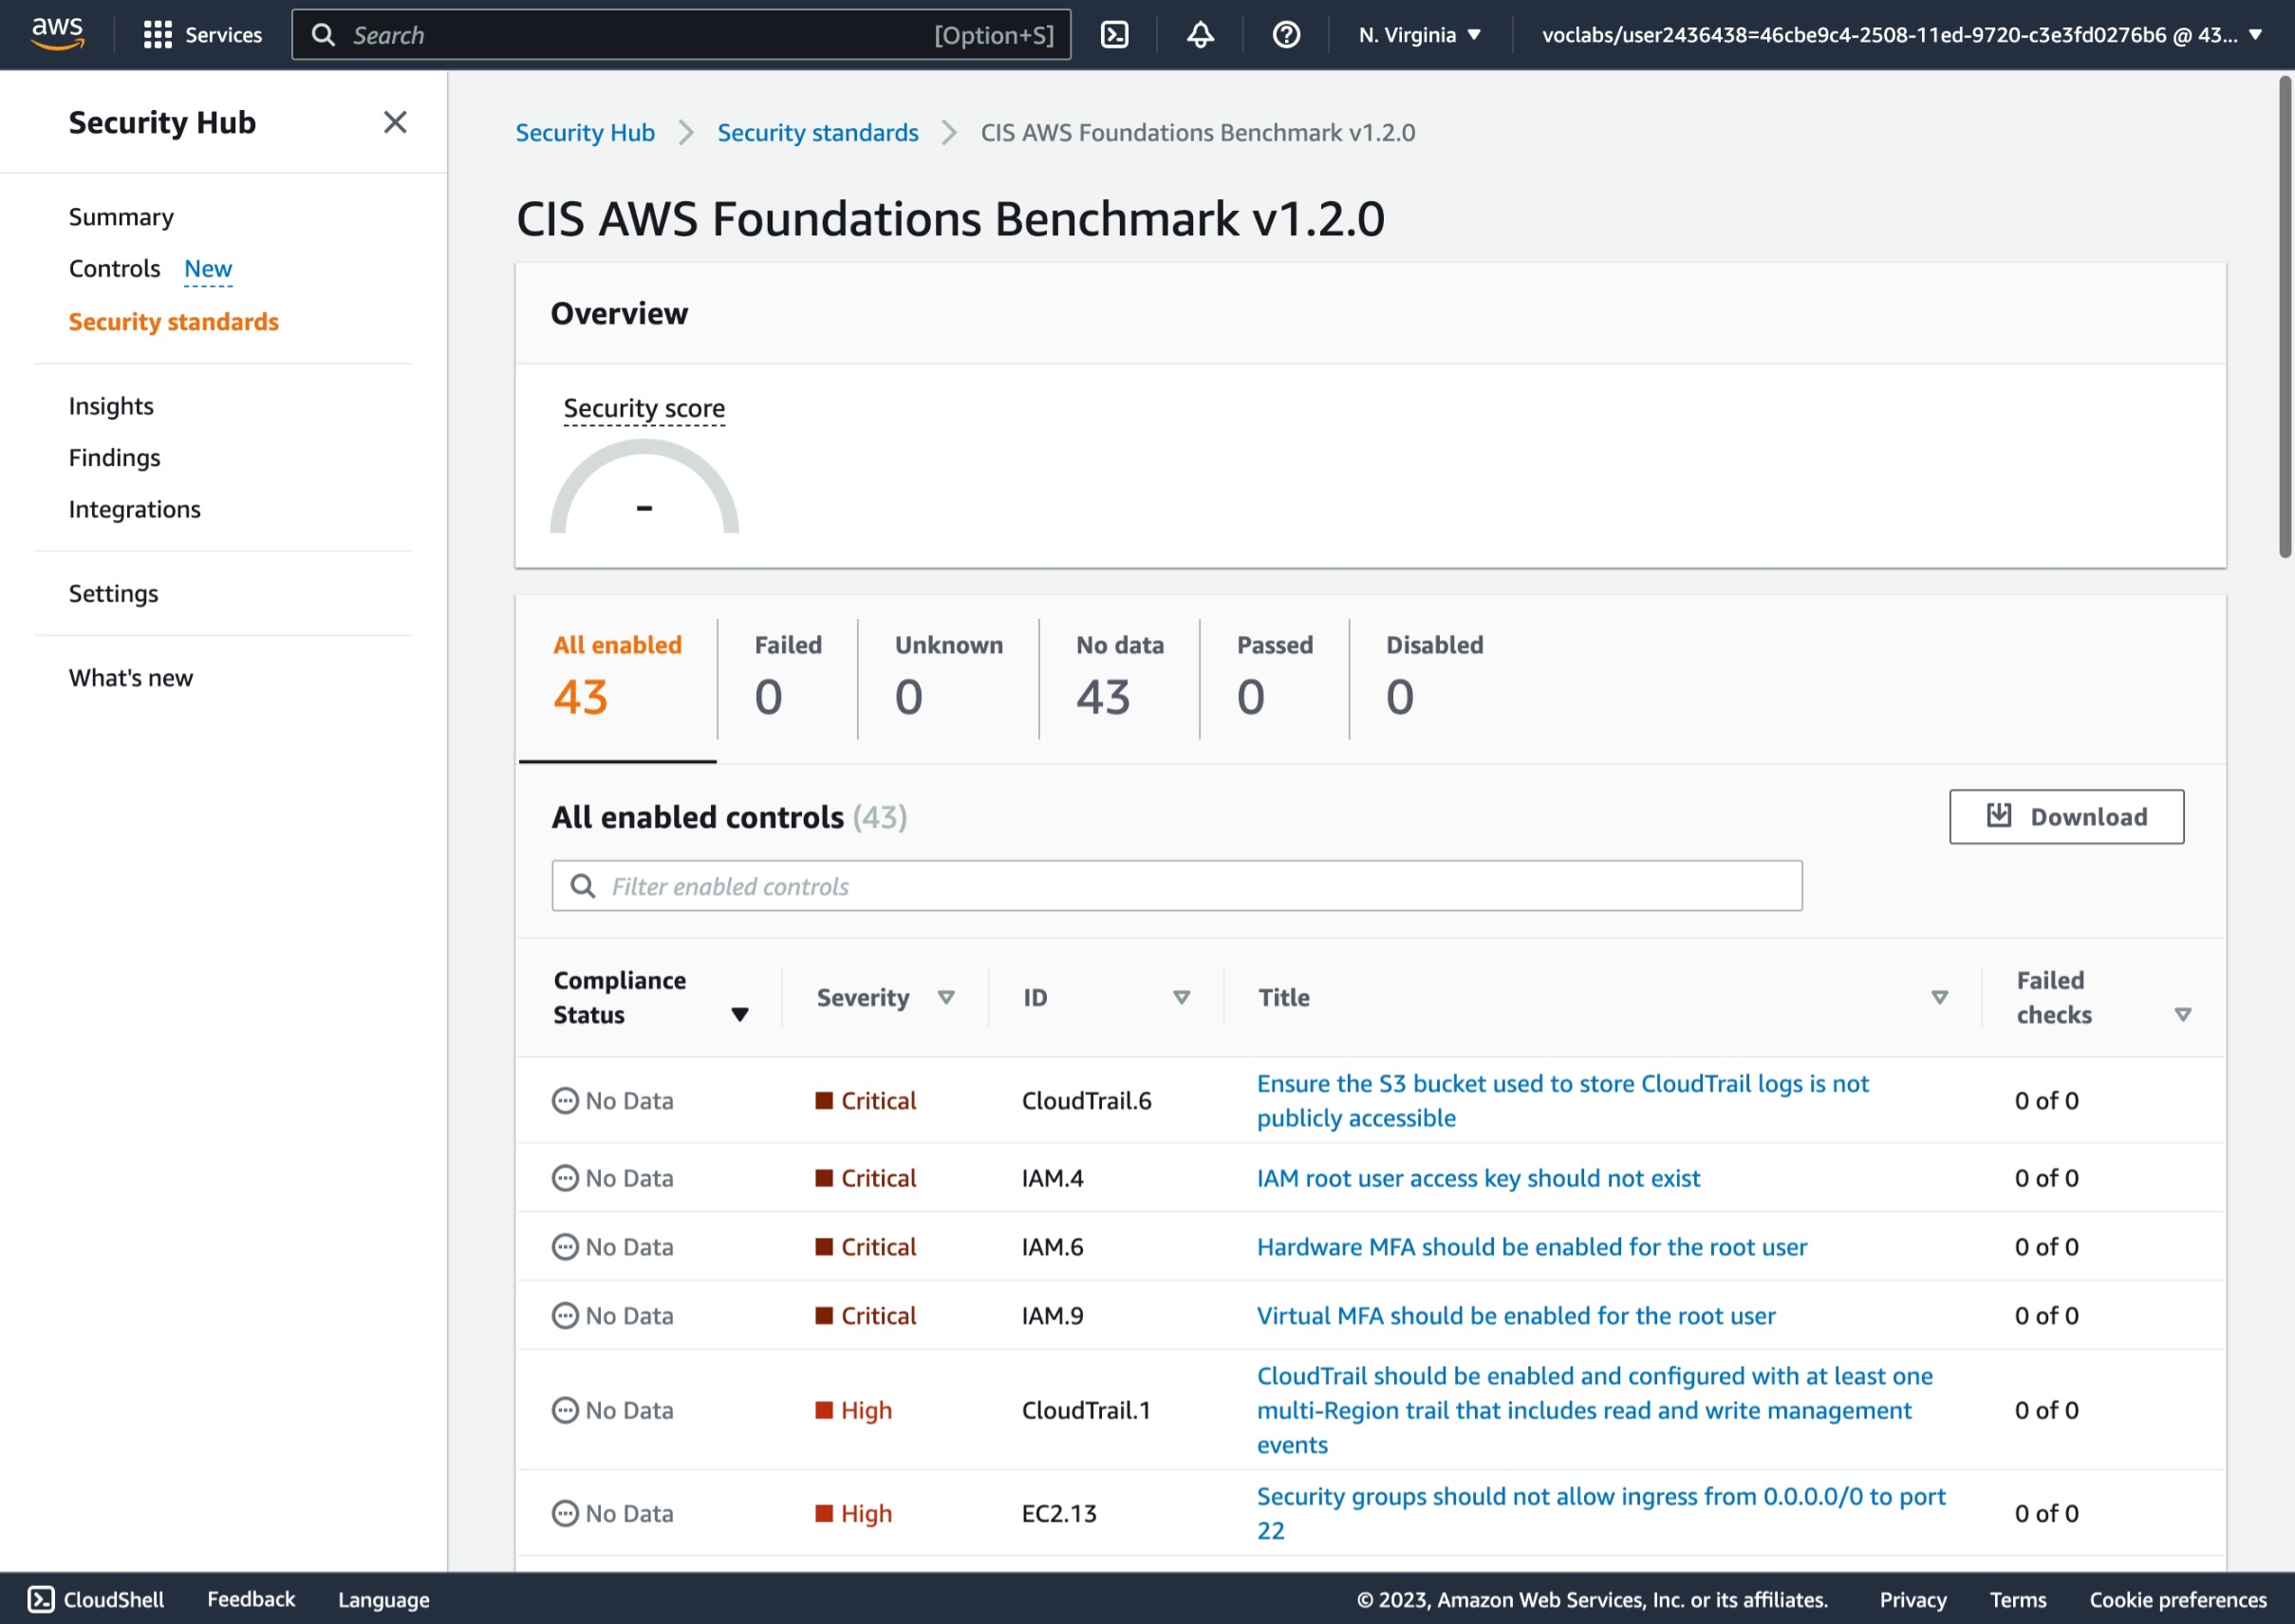 aws
Services
Search
[Option+S]
N. Virginia
voclabs/user2436438=46cbe9c4-2508-11ed-9720-c3e3fd0276b6 @ 43...
Security Hub
Summary
Controls New
Security standards
Insights
Findings
Integrations
Settings
What's new
Security Hub
Security standards
CIS AWS Foundations Benchmark v1.2.0
CIS AWS Foundations Benchmark v1.2.0
Overview
Security score
-
All enabled
43
Failed
0
Unknown
0
No data
43
Passed
0
Disabled
0
All enabled controls (43)
Download
Filter enabled controls
Compliance
Status
Severity
ID
Title
Failed
checks
No Data
Critical
CloudTrail.6
Ensure the S3 bucket used to store CloudTrail logs is not
publicly accessible
0 of 0
No Data
Critical
IAM.4
IAM root user access key should not exist
0 of 0
No Data
Critical
IAM.6
Hardware MFA should be enabled for the root user
0 of 0
No Data
Critical
IAM.9
Virtual MFA should be enabled for the root user
0 of 0
No Data
High
CloudTrail.1
CloudTrail should be enabled and configured with at least one
multi-Region trail that includes read and write management
events
0 of 0
No Data
High
EC2.13
Security groups should not allow ingress from 0.0.0.0/0 to port
22
0 of 0
CloudShell
Feedback
Language
© 2023, Amazon Web Services, Inc. or its affiliates.
Privacy
Terms
Cookie preferences